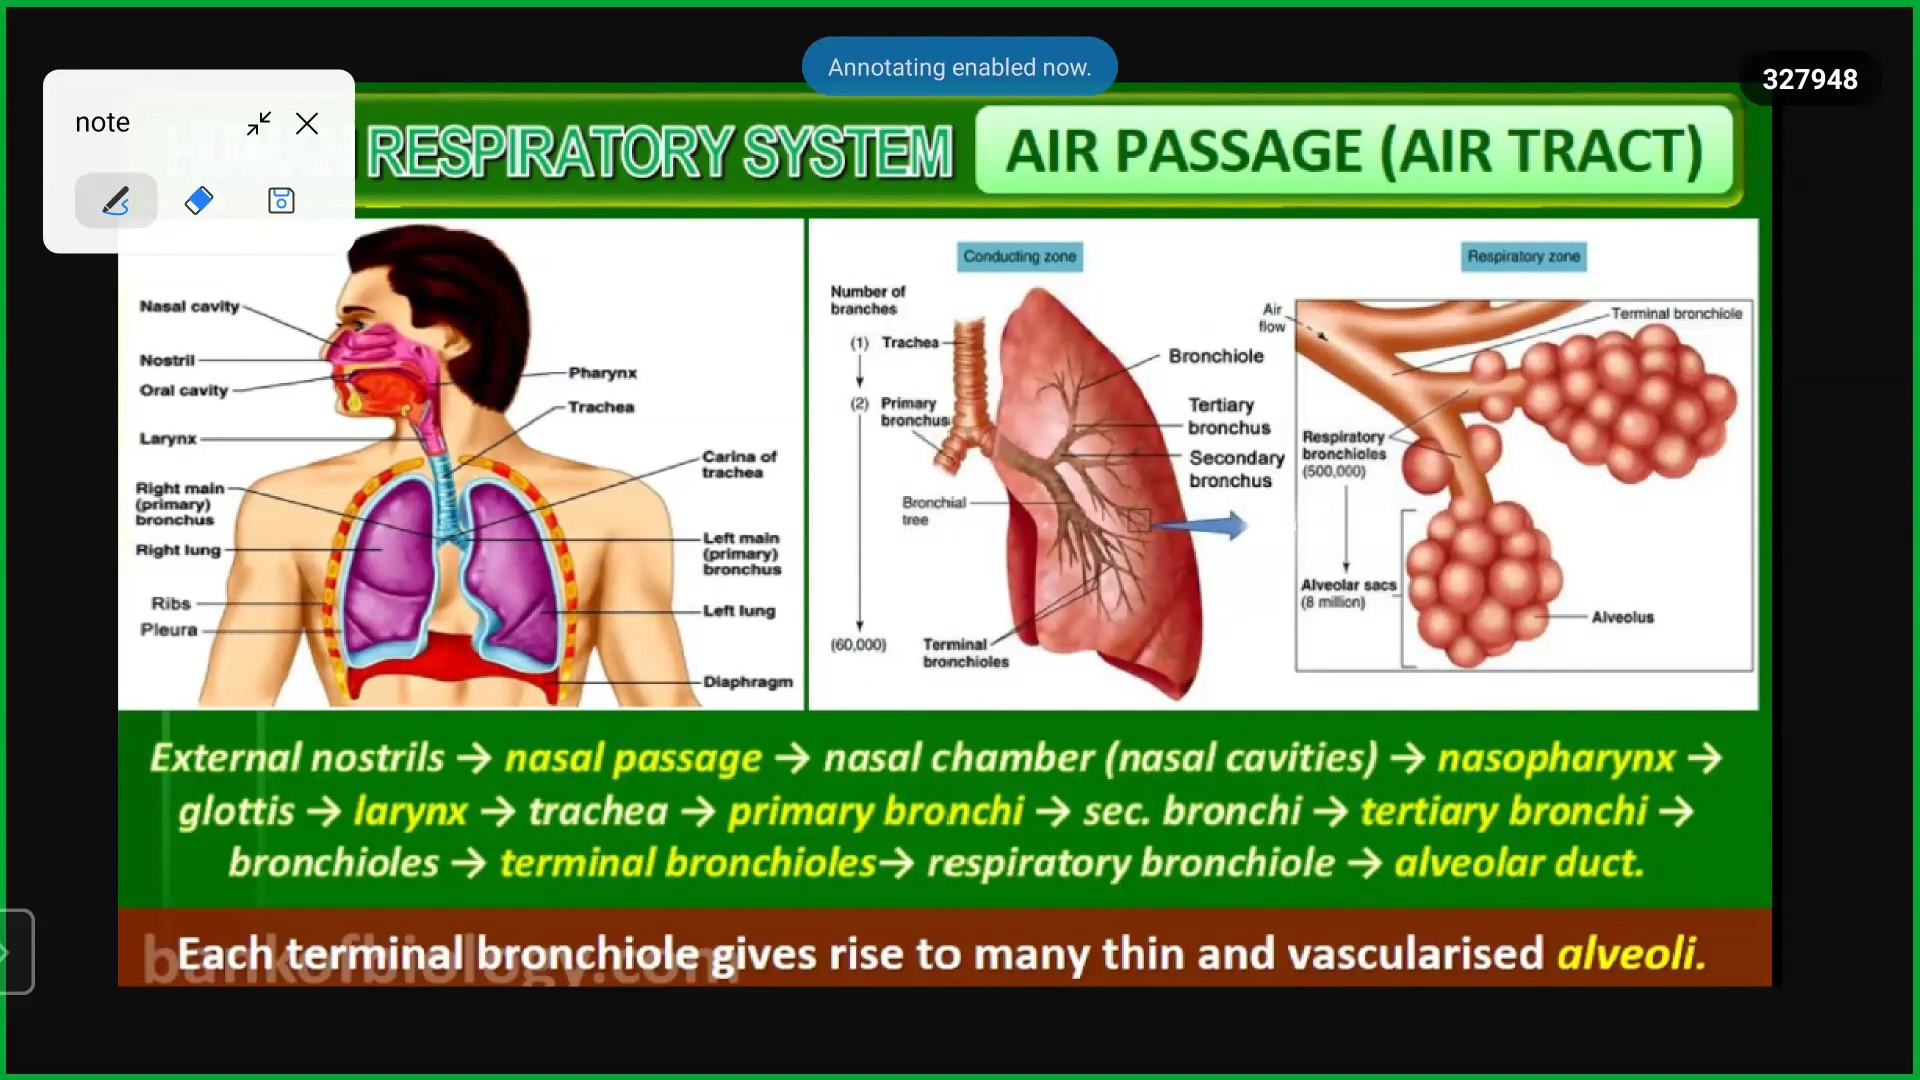 Annotating enabled now.
327948
note
RESPIRATORY SYSTEM
AIR PASSAGE (AIR TRACT)
Nasal cavity
Nostril
Oral cavity
Larynx
Right main
(primary)
bronchus
Right lung
Ribs
Pleura
Pharynx
Trachea
Carina of
trachea
Left main
(primary)
bronchus
Left lung
Diaphragm
Conducting zone
Number of
branches
(1) Trachea
(2) Primary
bronchus
Bronchial
tree
(60,000)
Terminal
bronchioles
Bronchiole
Tertiary
bronchus
Secondary
bronchus
Respiratory zone
Air
flow
Terminal bronchiole
Respiratory
bronchioles
(500,000)
Alveolar sacs
(8 million)
Alveolus
External nostrils → nasal passage → nasal chamber (nasal cavities) → nasopharynx →
glottis → larynx → trachea → primary bronchi → sec. bronchi → tertiary bronchi →
bronchioles → terminal bronchioles→ respiratory bronchiole → alveolar duct.
Each terminal bronchiole gives rise to many thin and vascularised alveoli.
bankofbiology.com